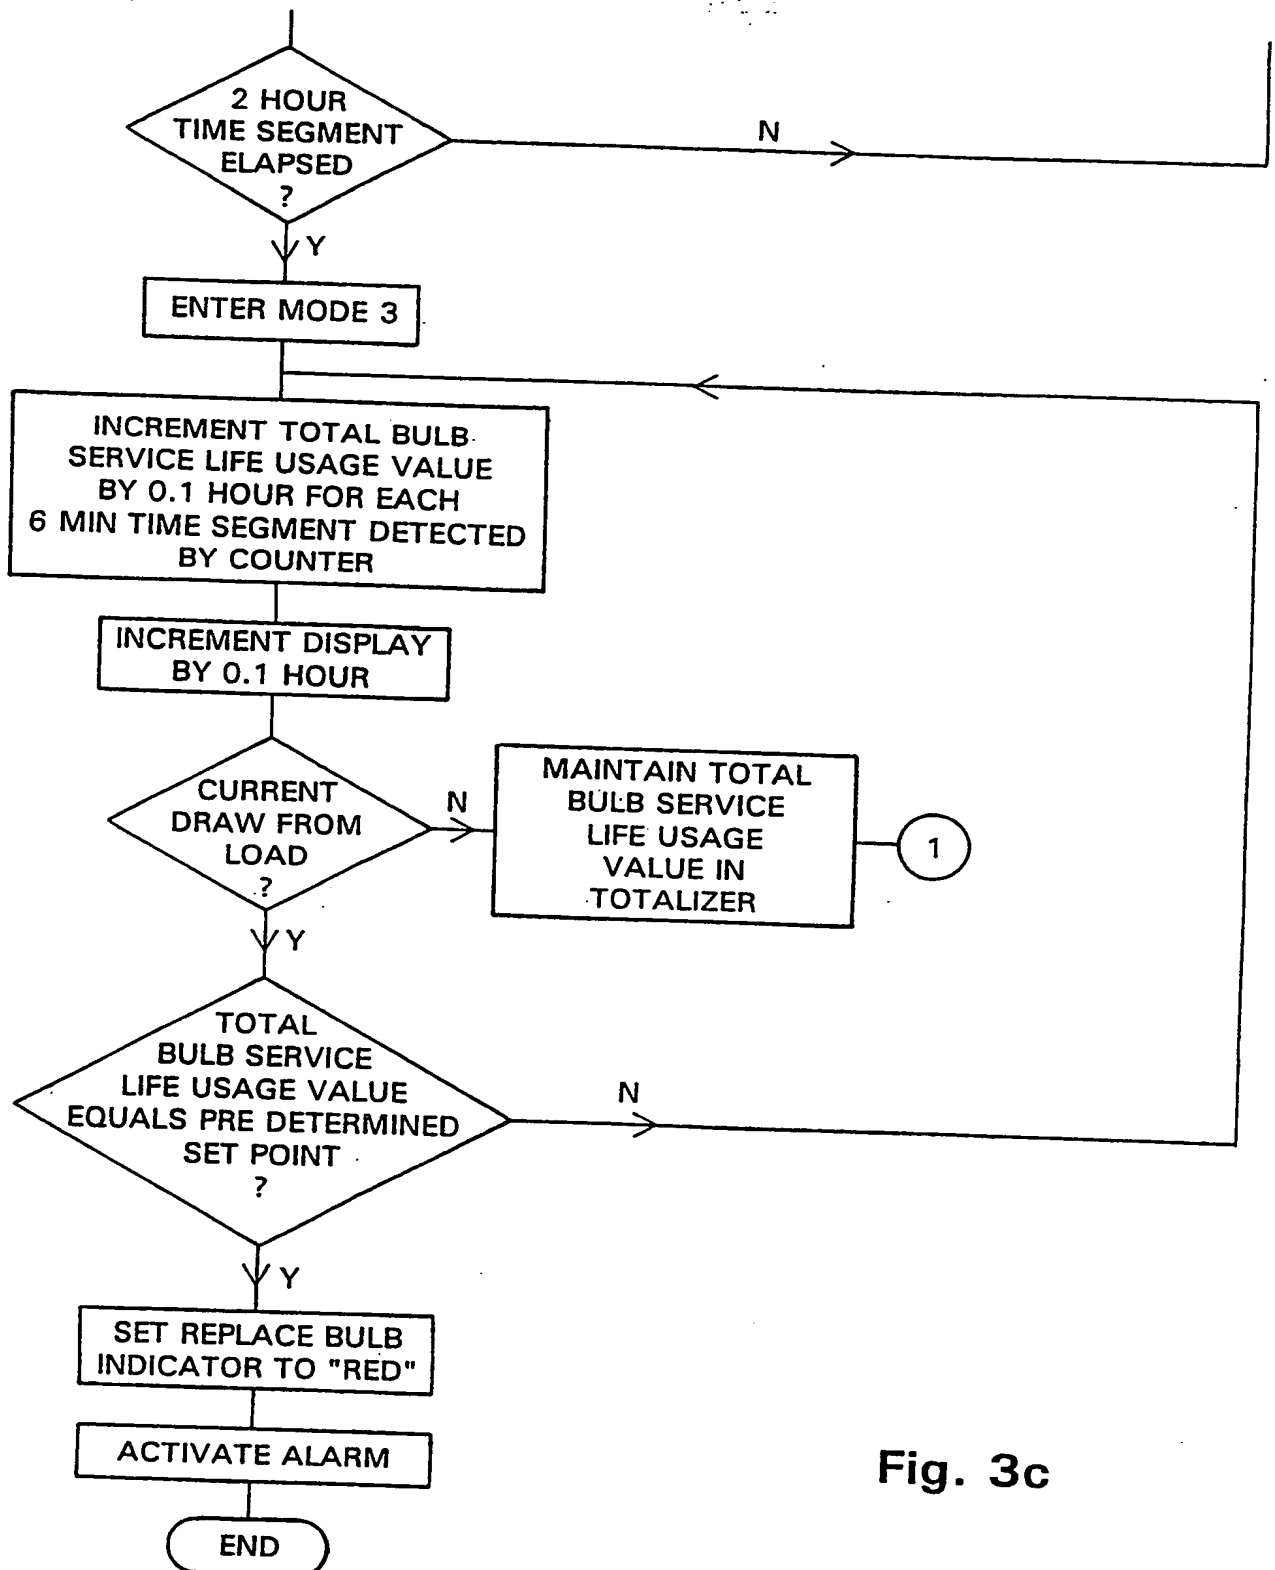 2 HOUR
TIME SEGMENT
ELAPSED
?
N
Y
ENTER MODE 3
INCREMENT TOTAL BULB
SERVICE LIFE USAGE VALUE
BY 0.1 HOUR FOR EACH
6 MIN TIME SEGMENT DETECTED
BY COUNTER
INCREMENT DISPLAY
BY 0.1 HOUR
CURRENT
DRAW FROM
LOAD
?
N
MAINTAIN TOTAL
BULB SERVICE
LIFE USAGE
VALUE IN
TOTALIZER
1
Y
TOTAL
BULB SERVICE
LIFE USAGE VALUE
EQUALS PRE DETERMINED
SET POINT
?
N
Y
SET REPLACE BULB
INDICATOR TO "RED"
ACTIVATE ALARM
END
Fig. 3c